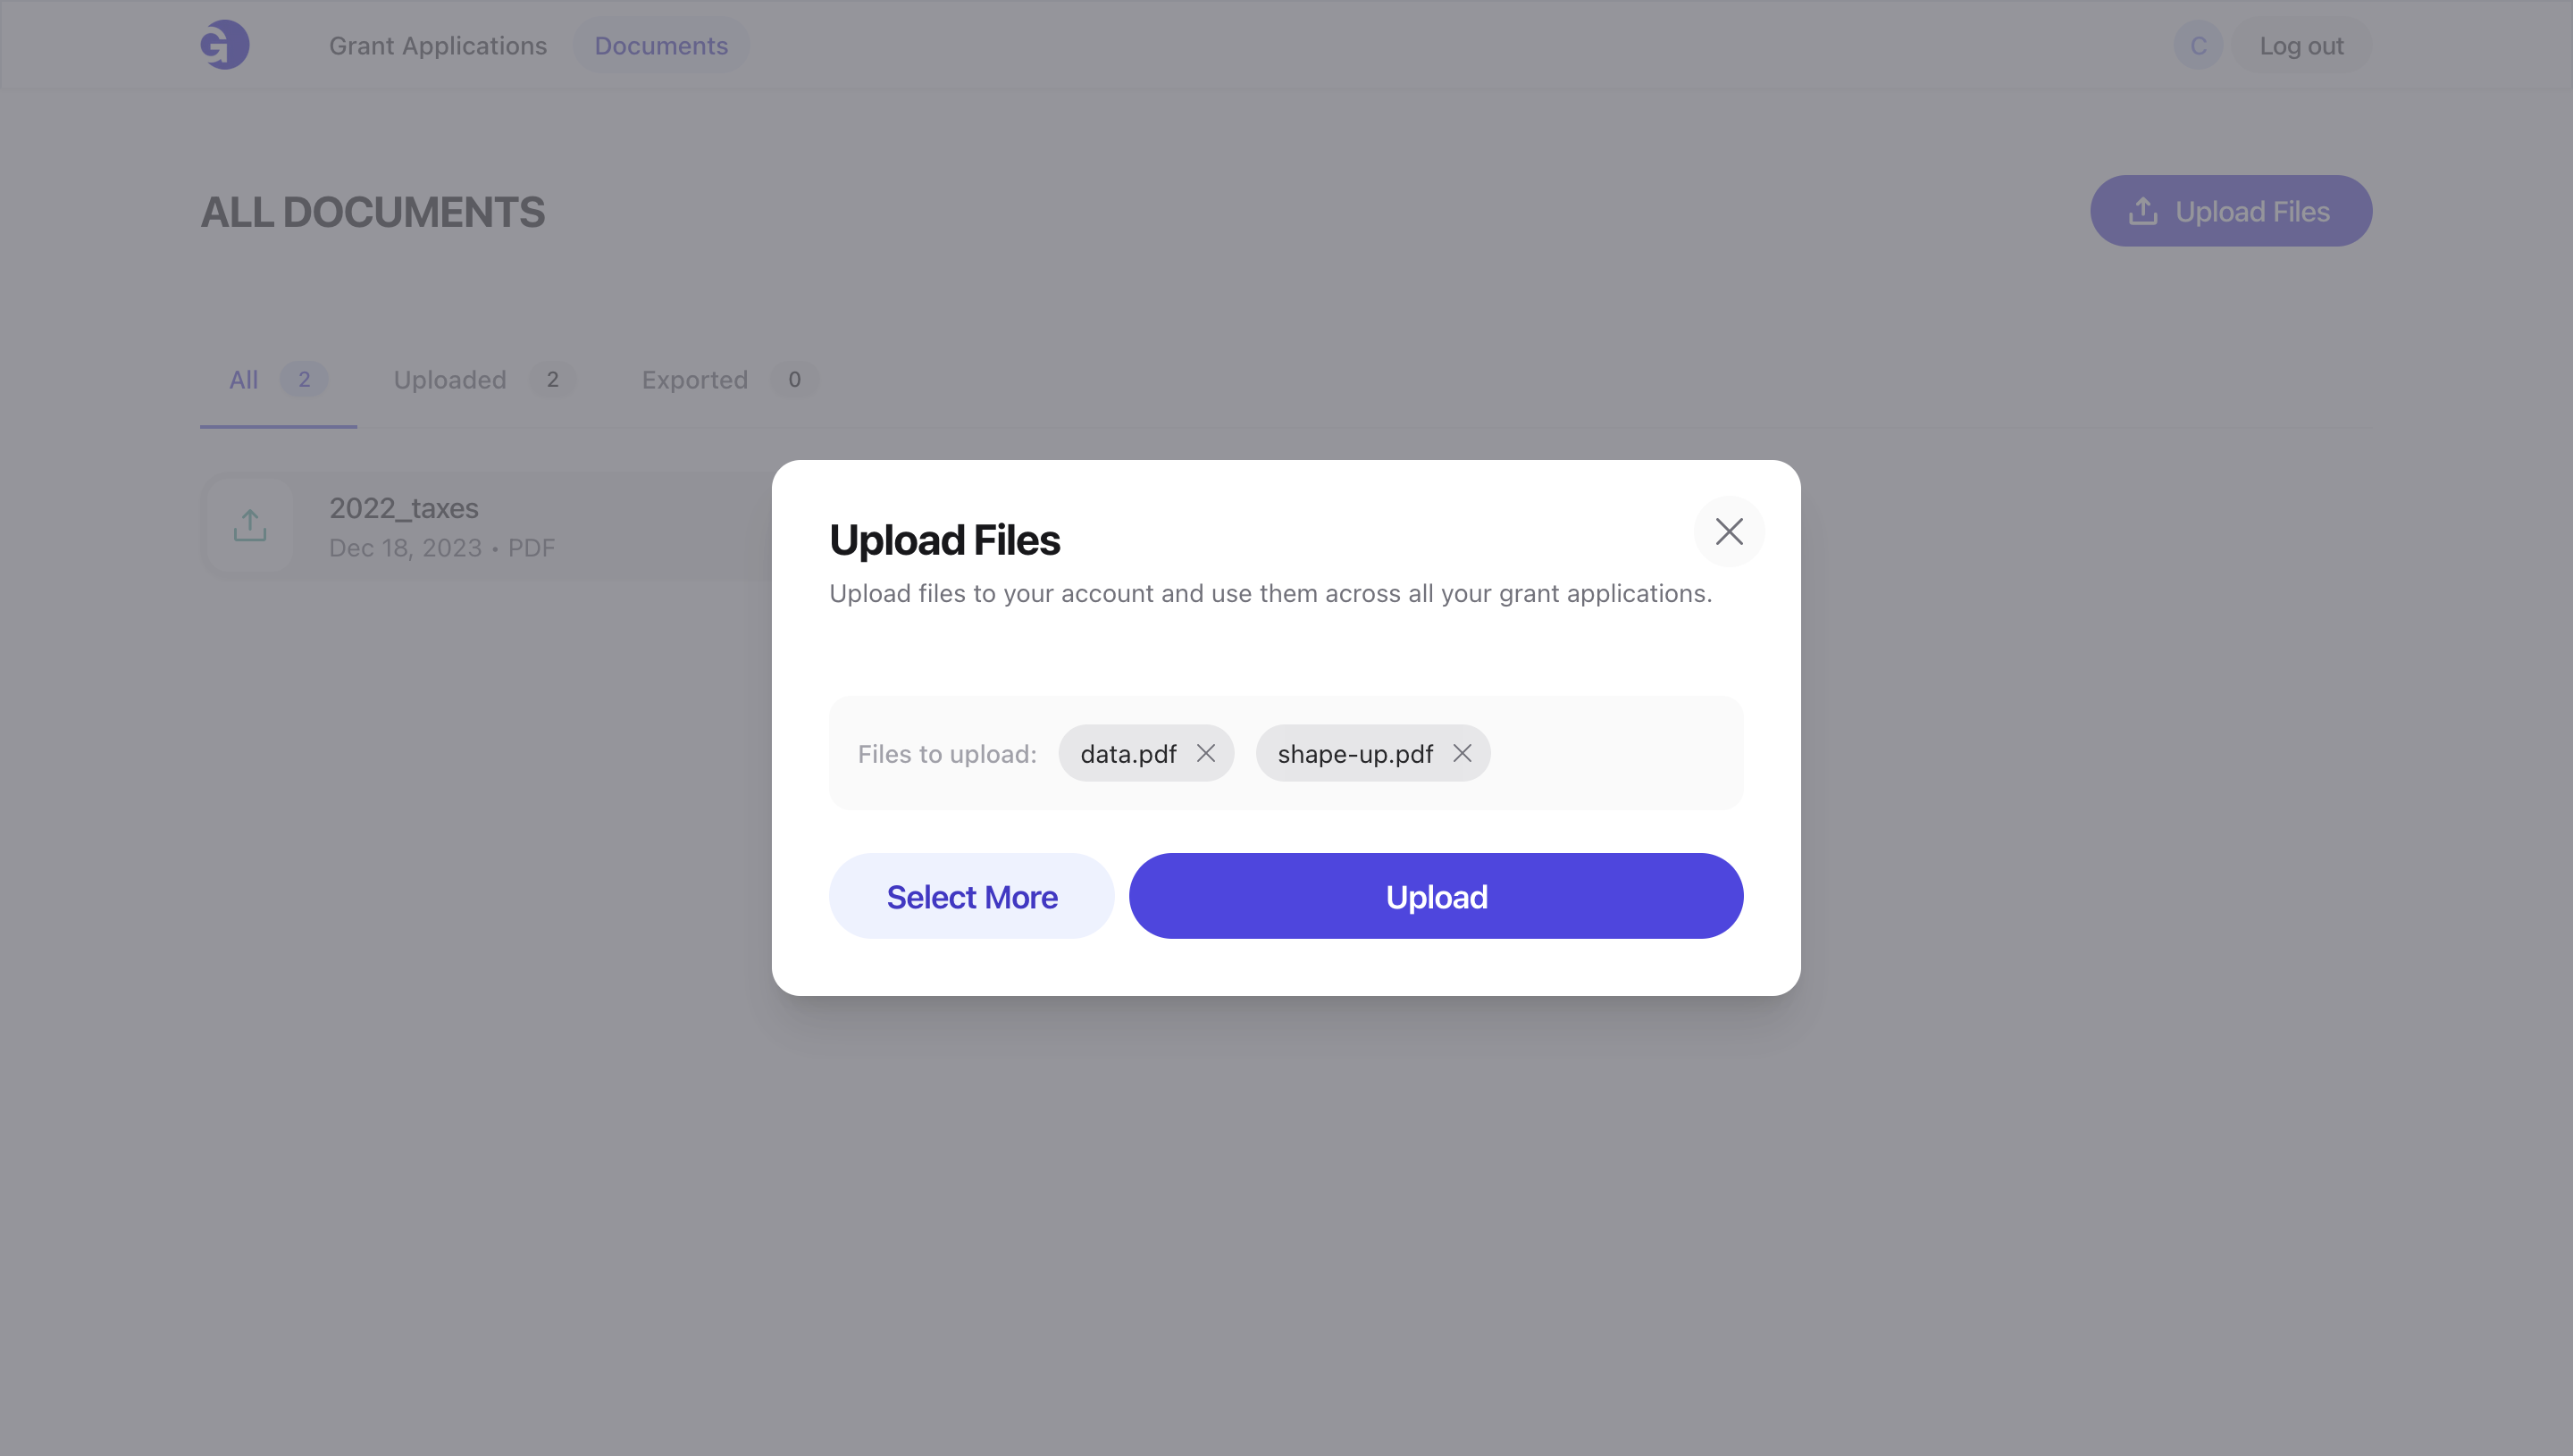 G
Grant Applications Documents C Log out
ALL DOCUMENTS Upload Files
All 2 Uploaded 2 Exported 0
2022_taxes
Dec 18, 2023 • PDF
Upload Files
Upload files to your account and use them across all your grant applications.
Files to upload: data.pdf shape-up.pdf
Select More Upload